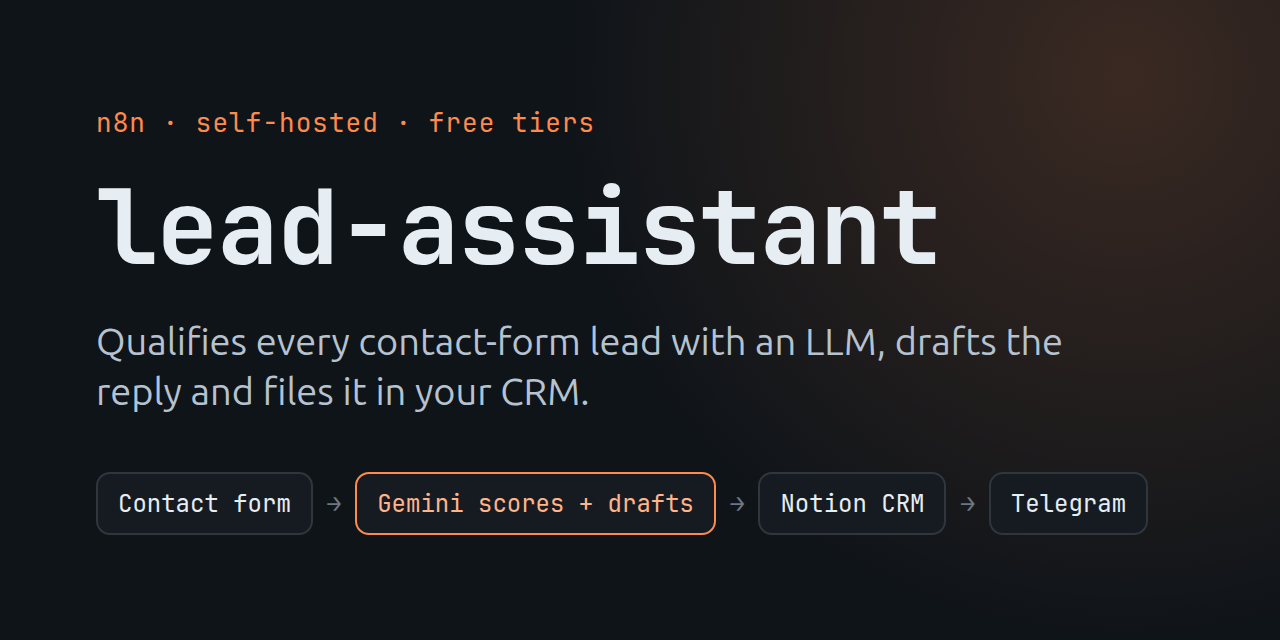 n8n · self-hosted · free tiers
lead-assistant
Qualifies every contact-form lead with an LLM, drafts the
reply and files it in your CRM.
Contact form → Gemini scores + drafts → Notion CRM → Telegram